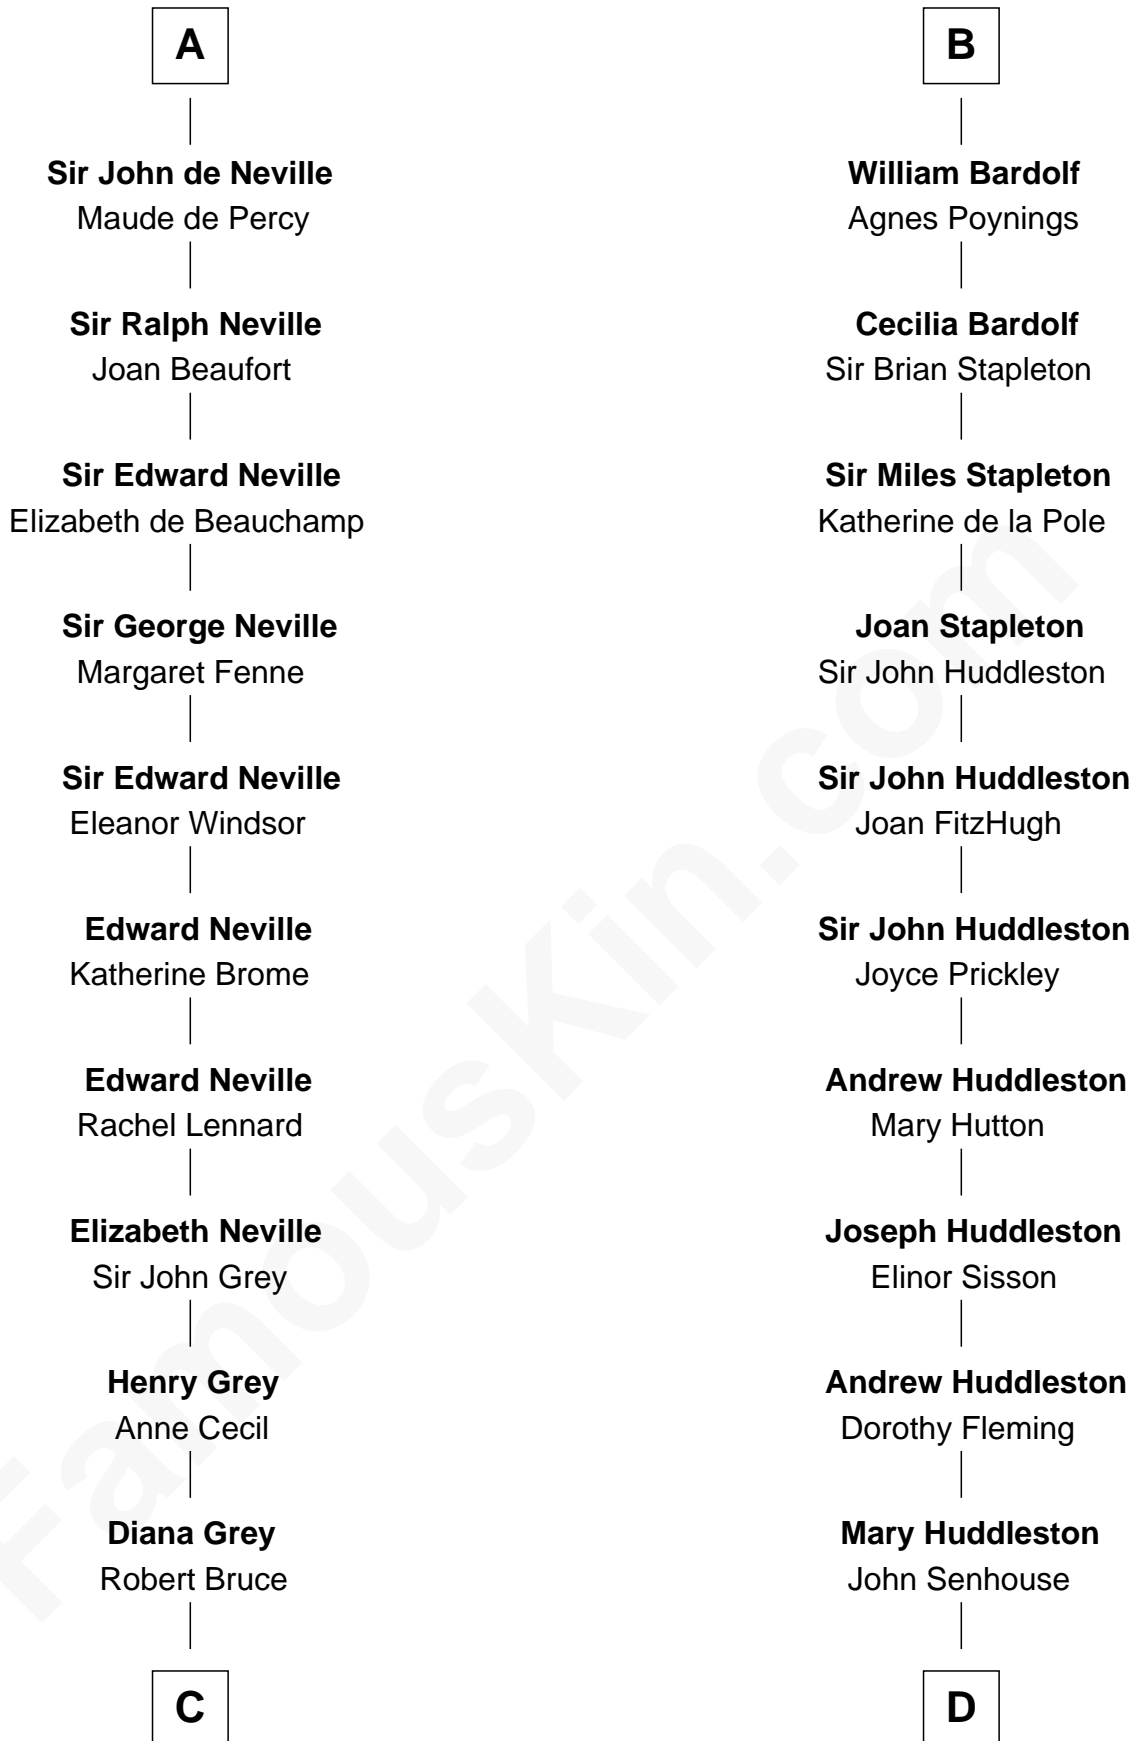 A
Sir John de Neville
Maude de Percy
Sir Ralph Neville
Joan Beaufort
Sir Edward Neville
Elizabeth de Beauchamp
Sir George Neville
Margaret Fenne
Sir Edward Neville
Eleanor Windsor
Edward Neville
Katherine Brome
Edward Neville
Rachel Lennard
Elizabeth Neville
Sir John Grey
Henry Grey
Anne Cecil
Diana Grey
Robert Bruce
C
B
William Bardolf
Agnes Poynings
Cecilia Bardolf
Sir Brian Stapleton
Sir Miles Stapleton
Katherine de la Pole
Joan Stapleton
Sir John Huddleston
Sir John Huddleston
Joan FitzHugh
Sir John Huddleston
Joyce Prickley
Andrew Huddleston
Mary Hutton
Joseph Huddleston
Elinor Sisson
Andrew Huddleston
Dorothy Fleming
Mary Huddleston
John Senhouse
D
FamousKin.com